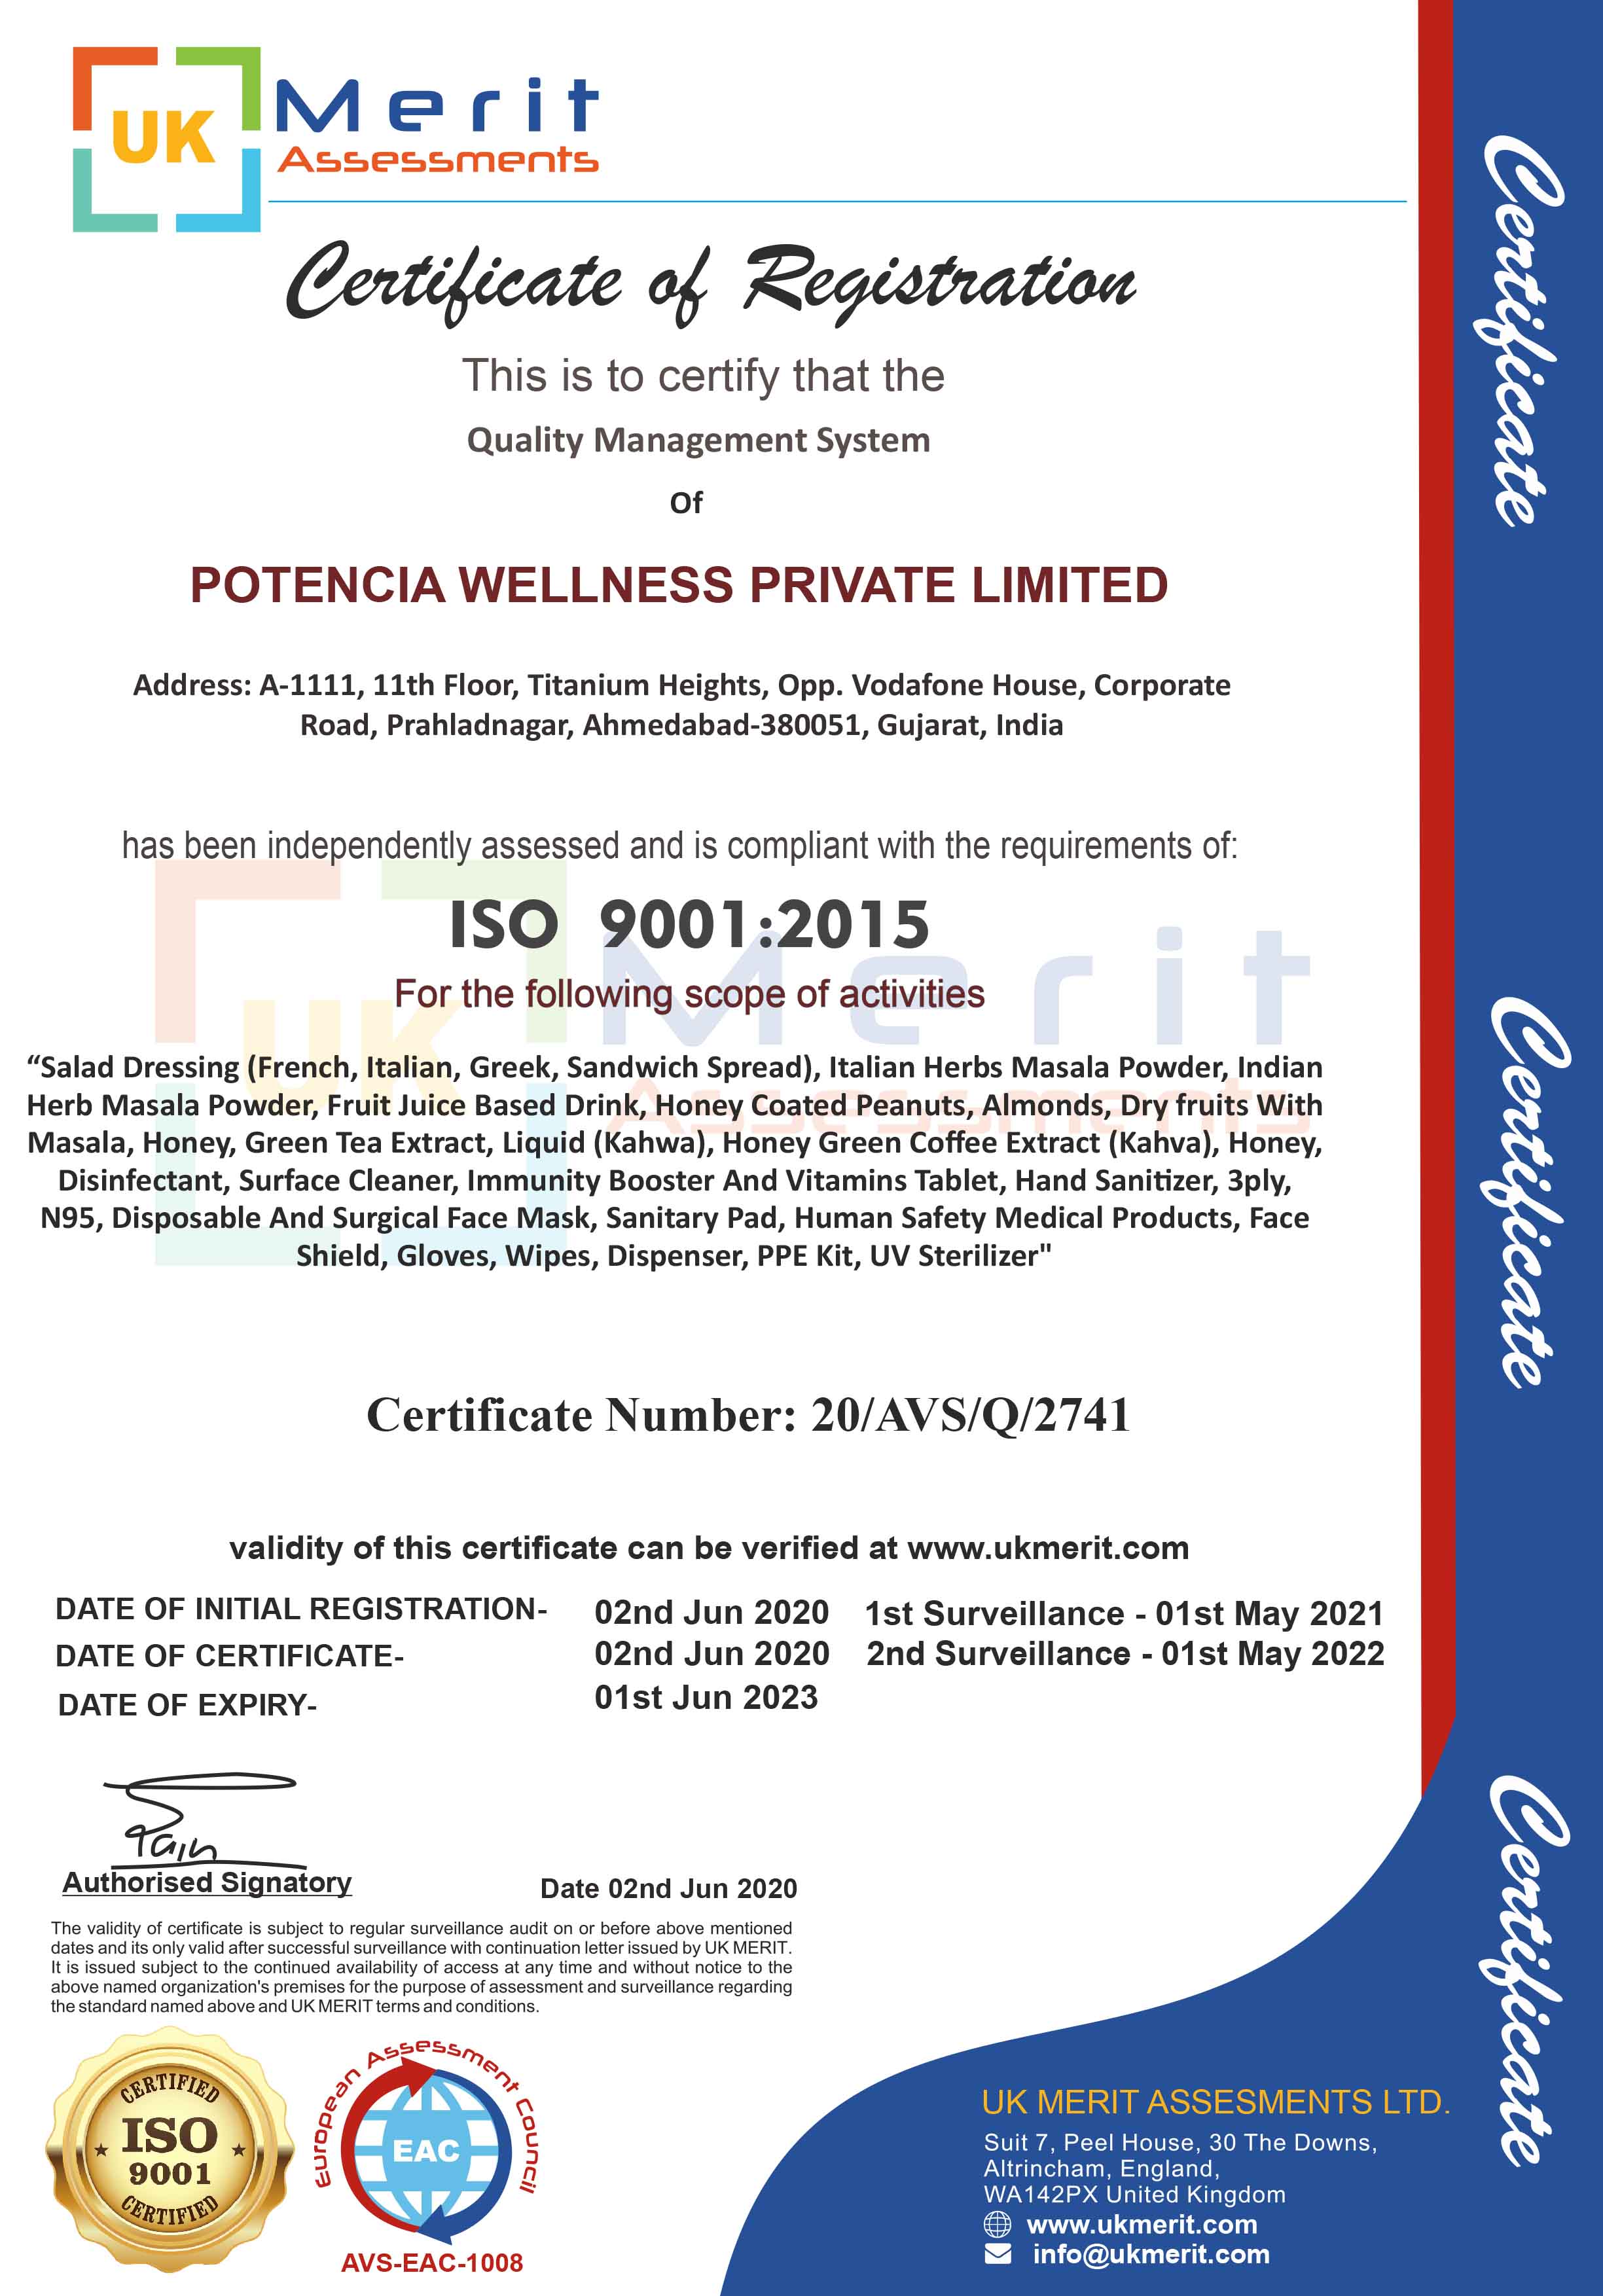 UK
Merit
Assessments
Certificate of Registration
This is to certify that the
Quality Management System
Of
POTENCIA WELLNESS PRIVATE LIMITED
Address: A-1111, 11th Floor, Titanium Heights, Opp. Vodafone House, Corporate
Road, Prahladnagar, Ahmedabad-380051, Gujarat, India
has been independently assessed and is compliant with the requirements of:
ISO 9001:2015
For the following scope of activities
“Salad Dressing (French, Italian, Greek, Sandwich Spread), Italian Herbs Masala Powder, Indian
Herb Masala Powder, Fruit Juice Based Drink, Honey Coated Peanuts, Almonds, Dry fruits With
Masala, Honey, Green Tea Extract, Liquid (Kahwa), Honey Green Coffee Extract (Kahva), Honey,
Disinfectant, Surface Cleaner, Immunity Booster And Vitamins Tablet, Hand Sanitizer, 3ply,
N95, Disposable And Surgical Face Mask, Sanitary Pad, Human Safety Medical Products, Face
Shield, Gloves, Wipes, Dispenser, PPE Kit, UV Sterilizer"
UK
Merit
Assessments
Certificate Number: 20/AVS/Q/2741
validity of this certificate can be verified at www.ukmerit.com
DATE OF INITIAL REGISTRATION- 02nd Jun 2020 1st Surveillance - 01st May 2021
DATE OF CERTIFICATE- 02nd Jun 2020 2nd Surveillance - 01st May 2022
DATE OF EXPIRY- 01st Jun 2023
Authorised Signatory
Date 02nd Jun 2020
The validity of certificate is subject to regular surveillance audit on or before above mentioned
dates and its only valid after successful surveillance with continuation letter issued by UK MERIT.
It is issued subject to the continued availability of access at any time and without notice to the
above named organization's premises for the purpose of assessment and surveillance regarding
the standard named above and UK MERIT terms and conditions.
CERTIFIED
ISO
9001
CERTIFIED
European Assessment Council
EAC
AVS-EAC-1008
UK MERIT ASSESMENTS LTD.
Suit 7, Peel House, 30 The Downs,
Altrincham, England,
WA142PX United Kingdom
www.ukmerit.com
info@ukmerit.com
Certificate
Certificate
Certificate